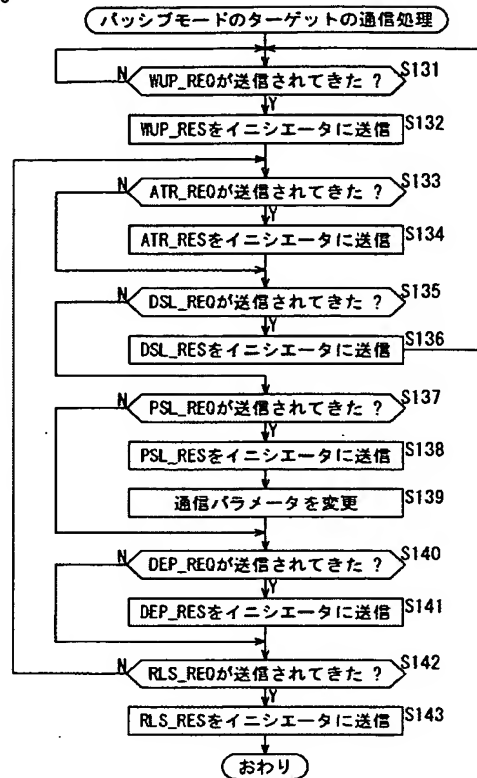 パッシブモードのターゲットの通信処理
WUP_REQが送信されてきた ? S131
N
Y
WUP_RESをイニシエータに送信 S132
N
ATR_REQが送信されてきた ? S133
Y
ATR_RESをイニシエータに送信 S134
N
DSL_REQが送信されてきた ? S135
Y
DSL_RESをイニシエータに送信 S136
N
PSL_REQが送信されてきた ? S137
Y
PSL_RESをイニシエータに送信 S138
通信パラメータを変更 S139
N
DEP_REQが送信されてきた ? S140
Y
DEP_RESをイニシエータに送信 S141
N
RLS_REQが送信されてきた ? S142
Y
RLS_RESをイニシエータに送信 S143
おわり